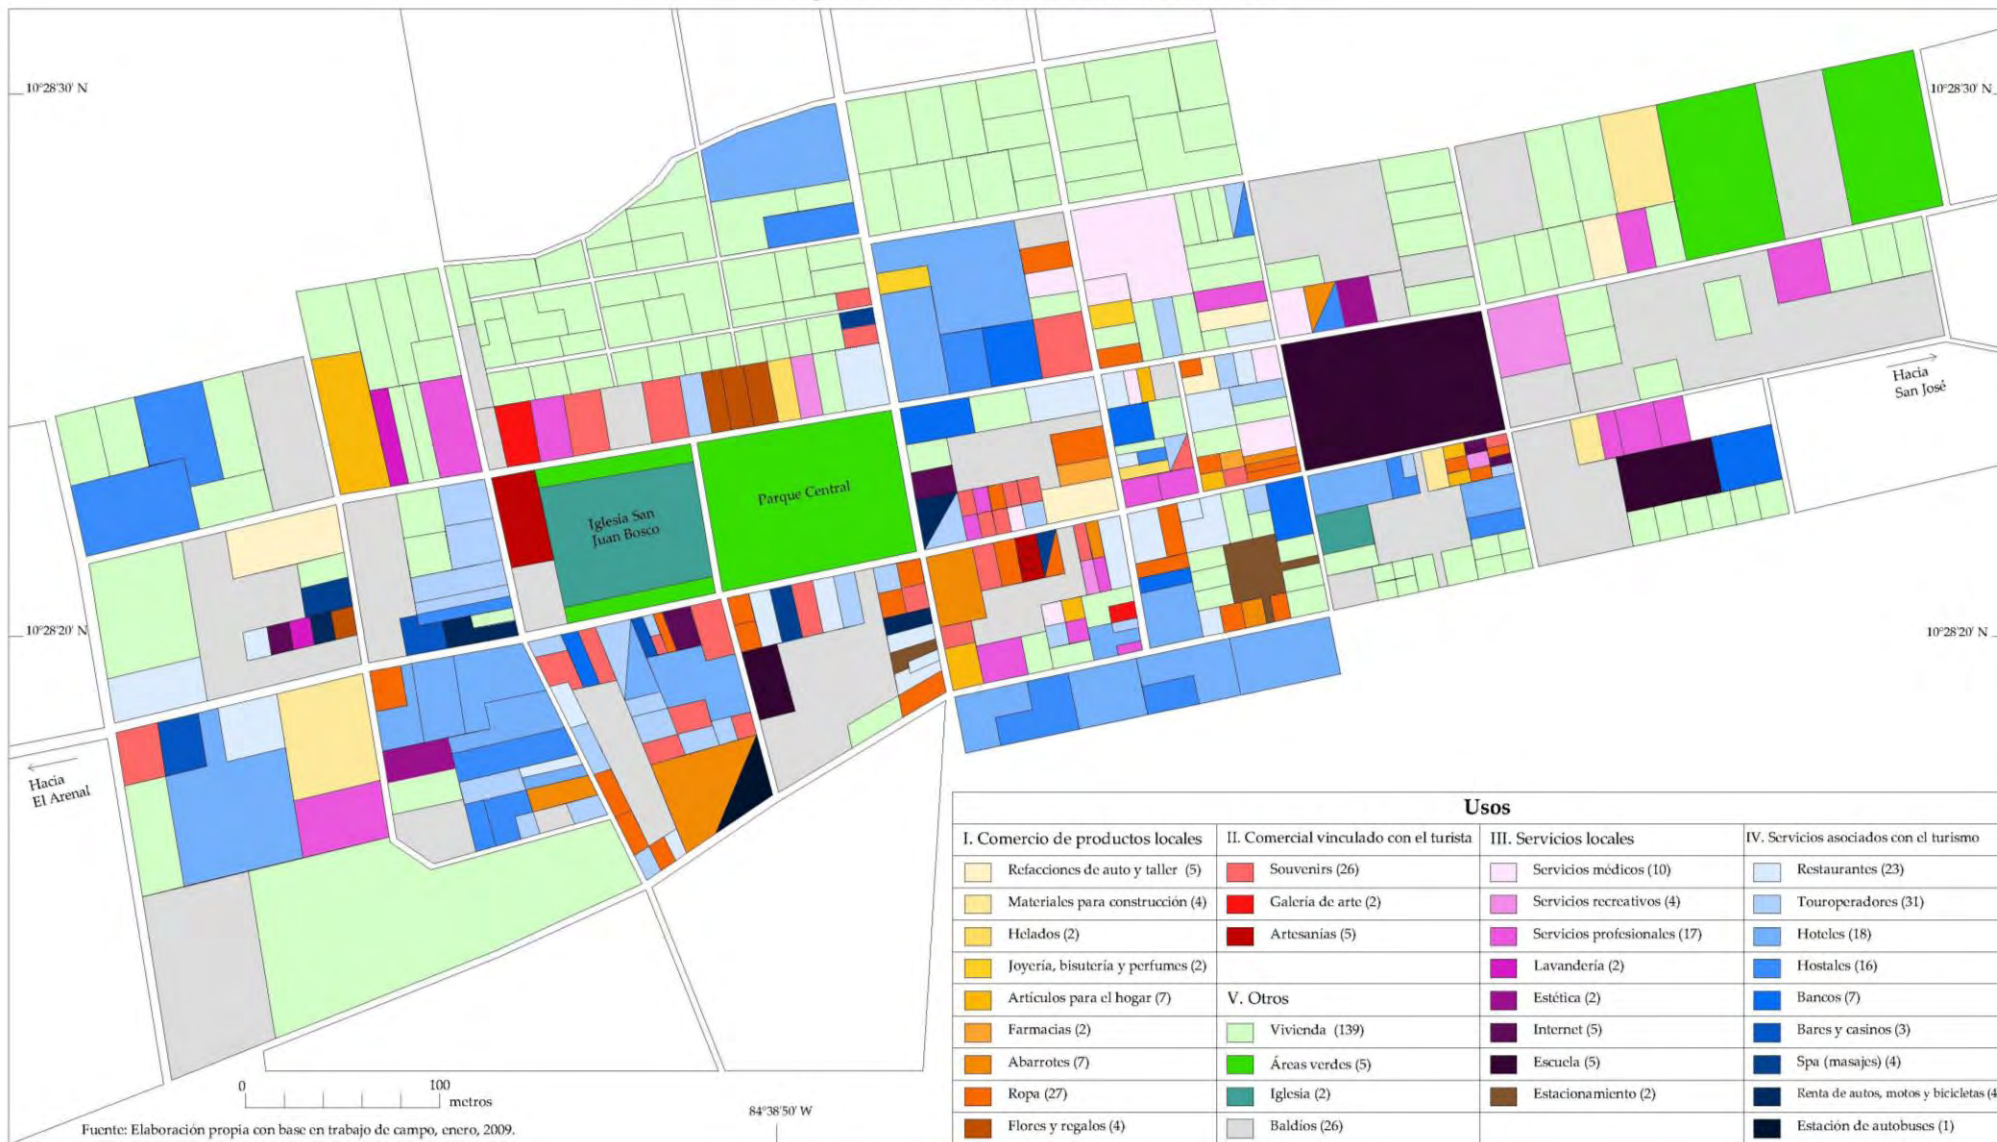 10°28'30' N
10°28'30' N
Parque Central
Iglesia San
Juan Bosco
Hacia
San José
10°28'20' N
10°28'20' N
Hacia
El Arenal
Usos
I. Comercio de productos locales
II. Comercial vinculado con el turista
III. Servicios locales
IV. Servicios asociados con el turismo
Refacciones de auto y taller (5)
Souvenirs (26)
Servicios médicos (10)
Restaurantes (23)
Materiales para construcción (4)
Galería de arte (2)
Servicios recreativos (4)
Touroperadores (31)
Helados (2)
Artesanías (5)
Servicios profesionales (17)
Hoteles (18)
Joyería, bisutería y perfumes (2)
Lavandería (2)
Hostales (16)
Artículos para el hogar (7)
V. Otros
Estética (2)
Bancos (7)
Farmacias (2)
Vivienda (139)
Internet (5)
Bares y casinos (3)
Abarrotes (7)
Áreas verdes (5)
Escuela (5)
Spa (masajes) (4)
Ropa (27)
Iglesia (2)
Estacionamiento (2)
Renta de autos, motos y bicicletas (4
Flores y regalos (4)
Baldíos (26)
Estación de autobuses (1)
0 100
metros
84°38'50' W
Fuente: Elaboración propia con base en trabajo de campo, enero, 2009.